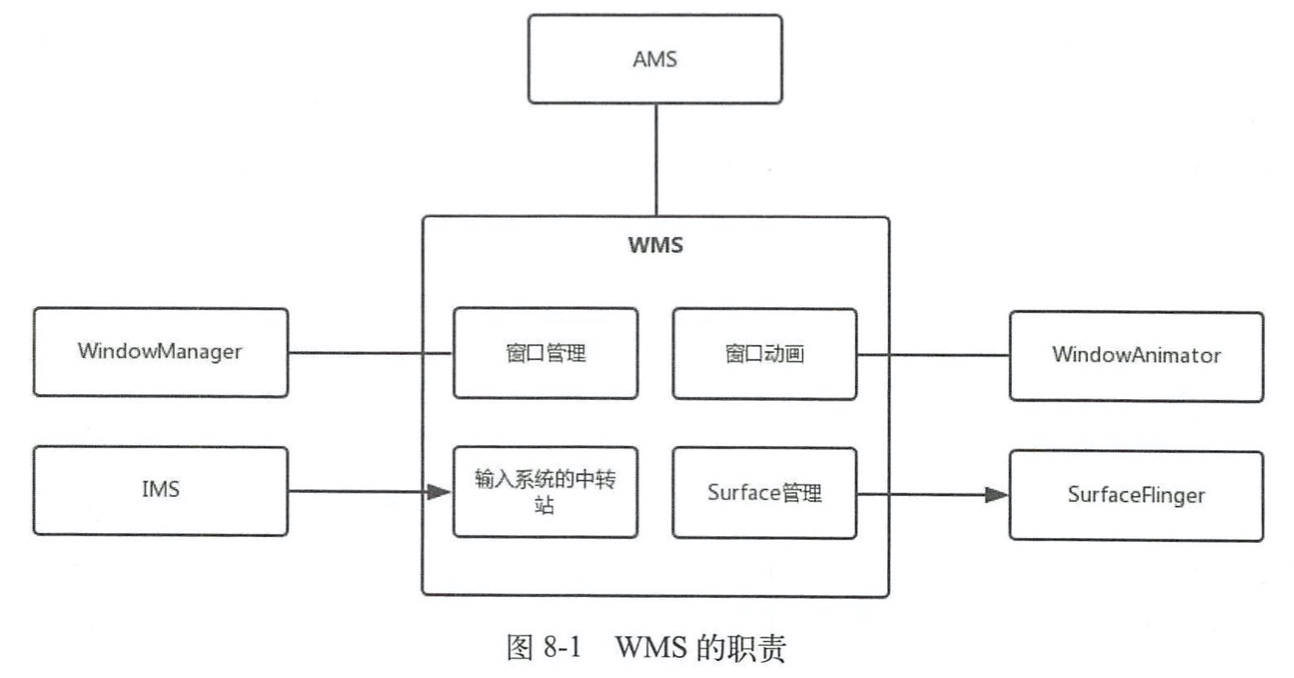 AMS
WMS
WindowManager
窗口管理
窗口动画
WindowAnimator
IMS
输入系统的中转
站
Surface管理
SurfaceFlinger
图 8-1 WMS 的职责